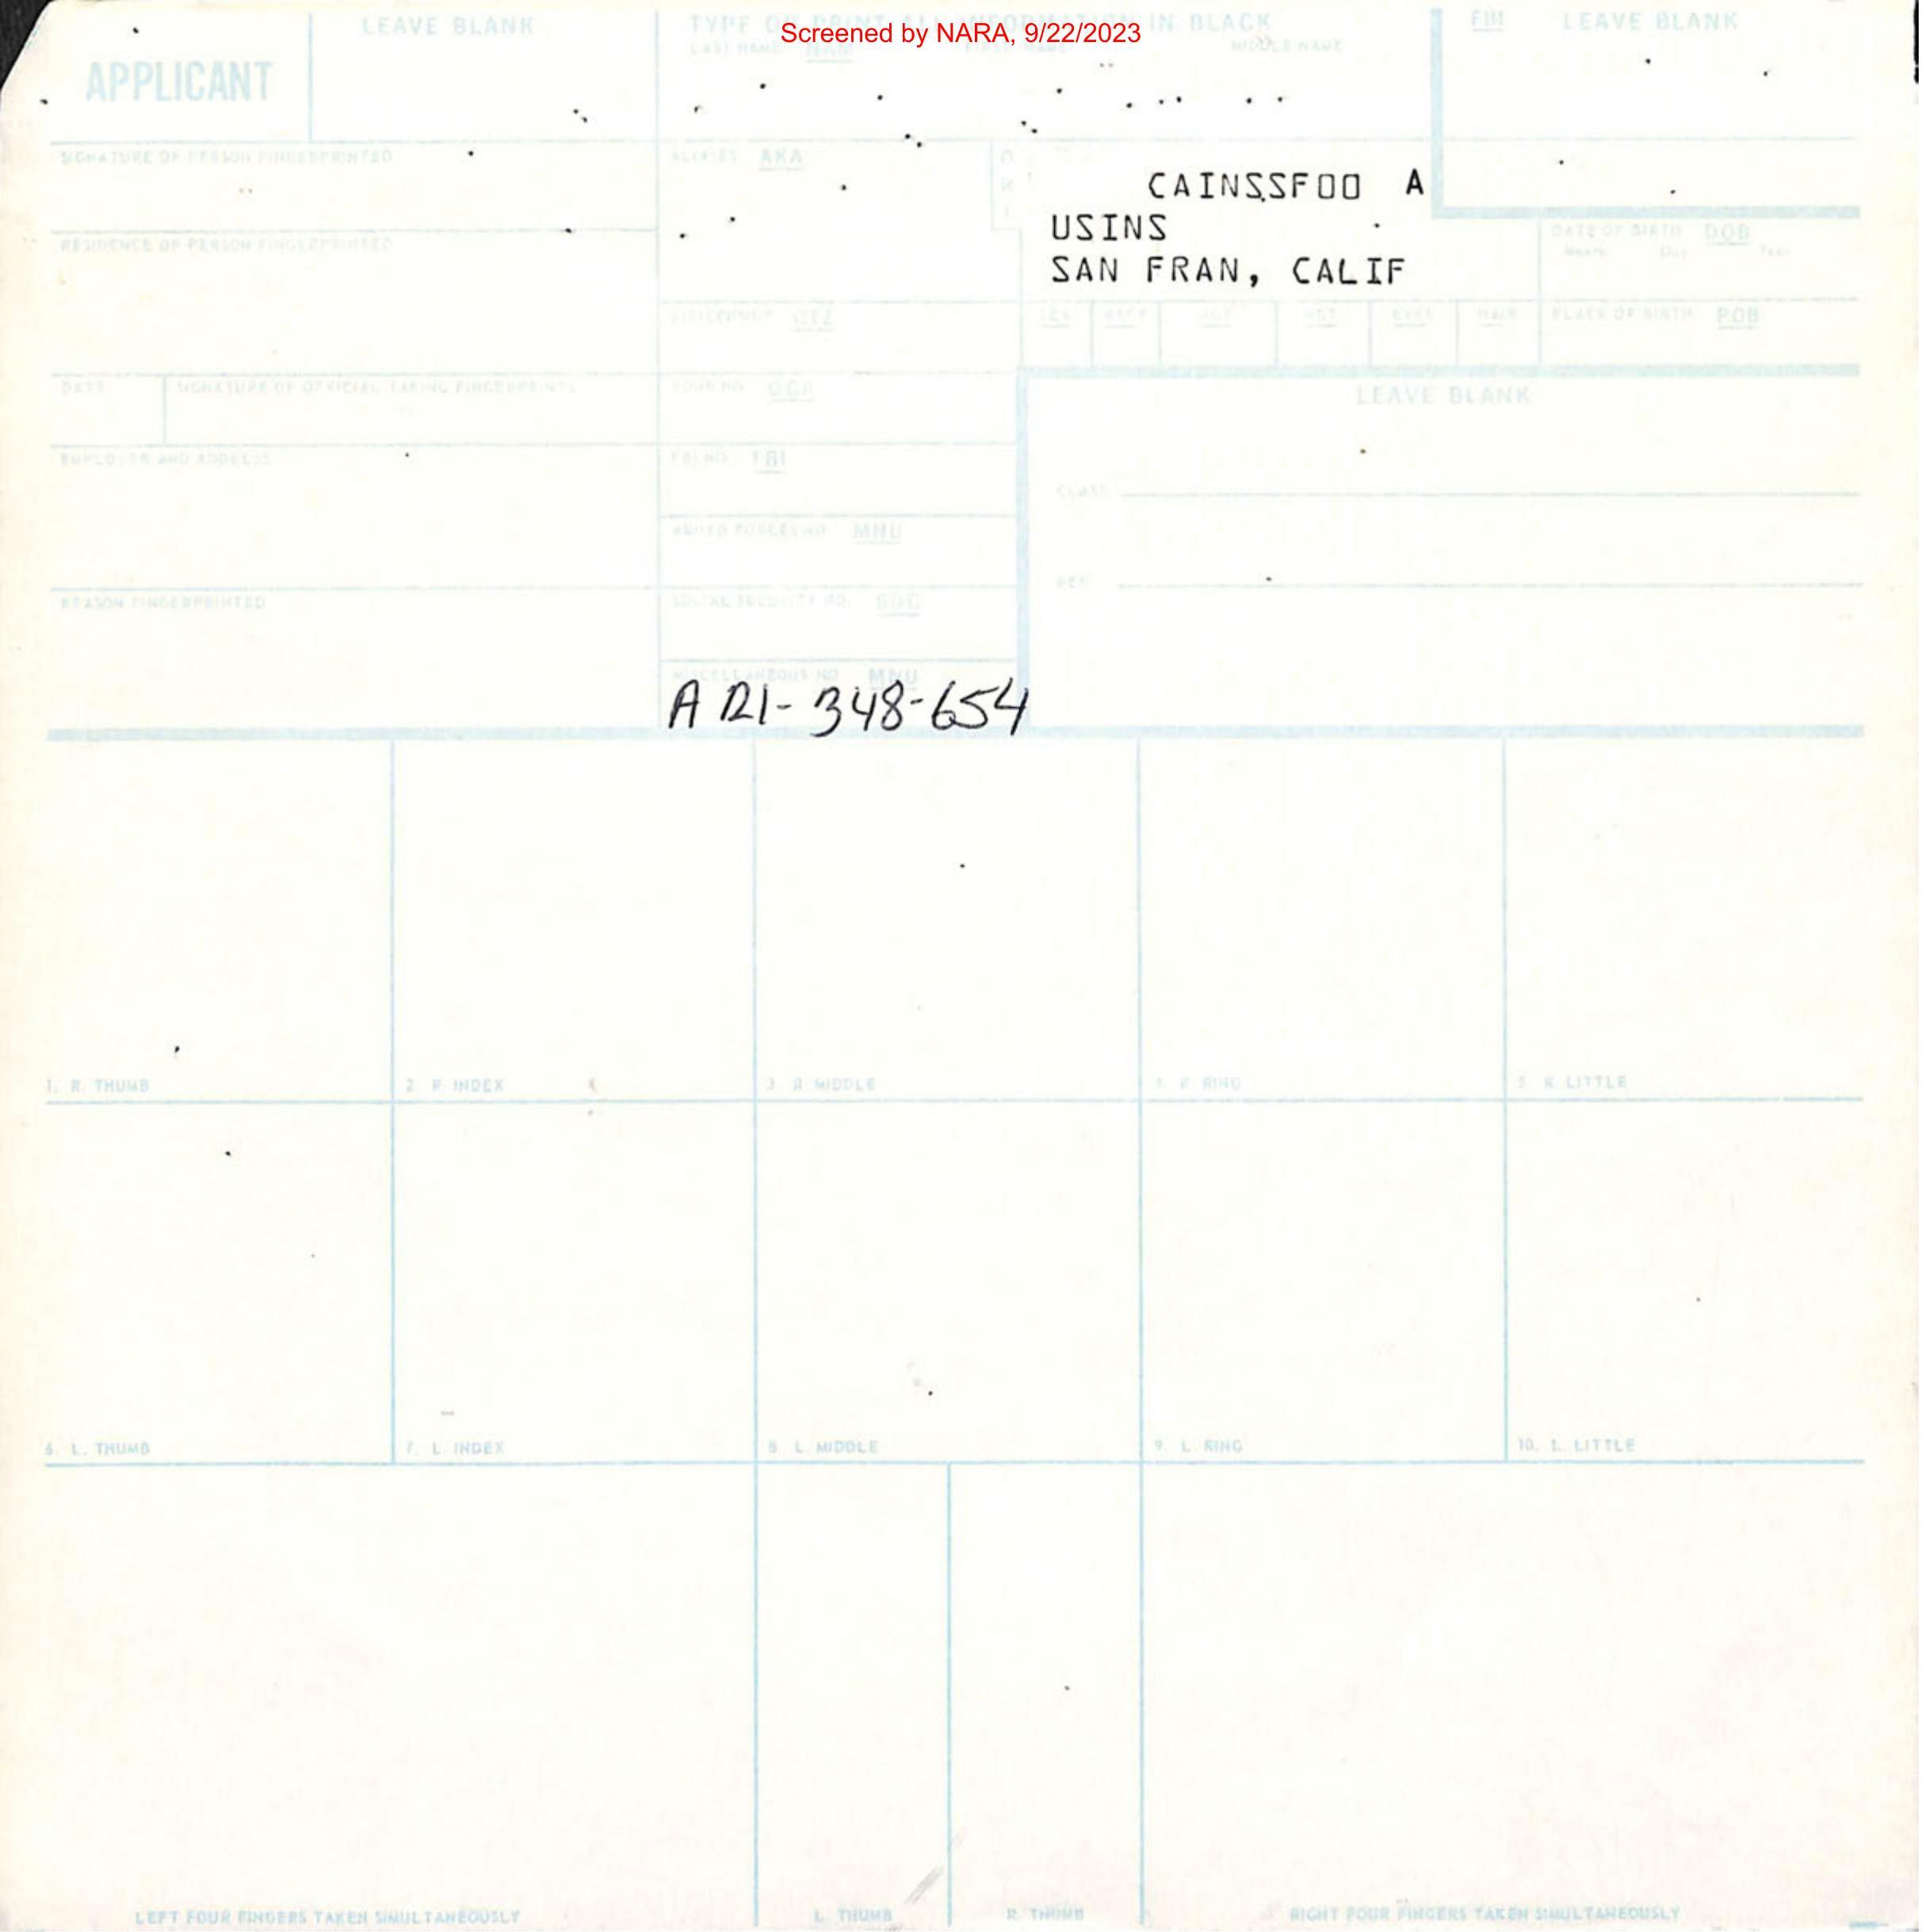 Screened by NARA, 9/22/2023
LEAVE BLANK
TYPE OR PRINT ALL INFORMATION IN BLACK
FBI LEAVE BLANK
LAST NAME NAM FIRST NAME MIDDLE NAME
APPLICANT
SIGNATURE OF PERSON FINGERPRINTED
ALIASES AKA
O
R
I
CAINSSF00 A
USINS
SAN FRAN, CALIF
RESIDENCE OF PERSON FINGERPRINTED
DATE OF BIRTH DOB
Month Day Year
CITIZENSHIP CTZ
SEX RACE HGT WGT EYES HAIR PLACE OF BIRTH POB
DATE SIGNATURE OF OFFICIAL TAKING FINGERPRINTS
YOUR NO. OCA
LEAVE BLANK
EMPLOYER AND ADDRESS
FBI NO. FBI
CLASS
ARMED FORCES NO. MNU
REF.
REASON FINGERPRINTED
SOCIAL SECURITY NO. SOC
MISCELLANEOUS NO. MNU
A 21-348-654
1. R. THUMB 2. R. INDEX 3. R. MIDDLE 4. R. RING 5. R. LITTLE
6. L. THUMB 7. L. INDEX 8. L. MIDDLE 9. L. RING 10. L. LITTLE
LEFT FOUR FINGERS TAKEN SIMULTANEOUSLY L. THUMB R. THUMB RIGHT FOUR FINGERS TAKEN SIMULTANEOUSLY